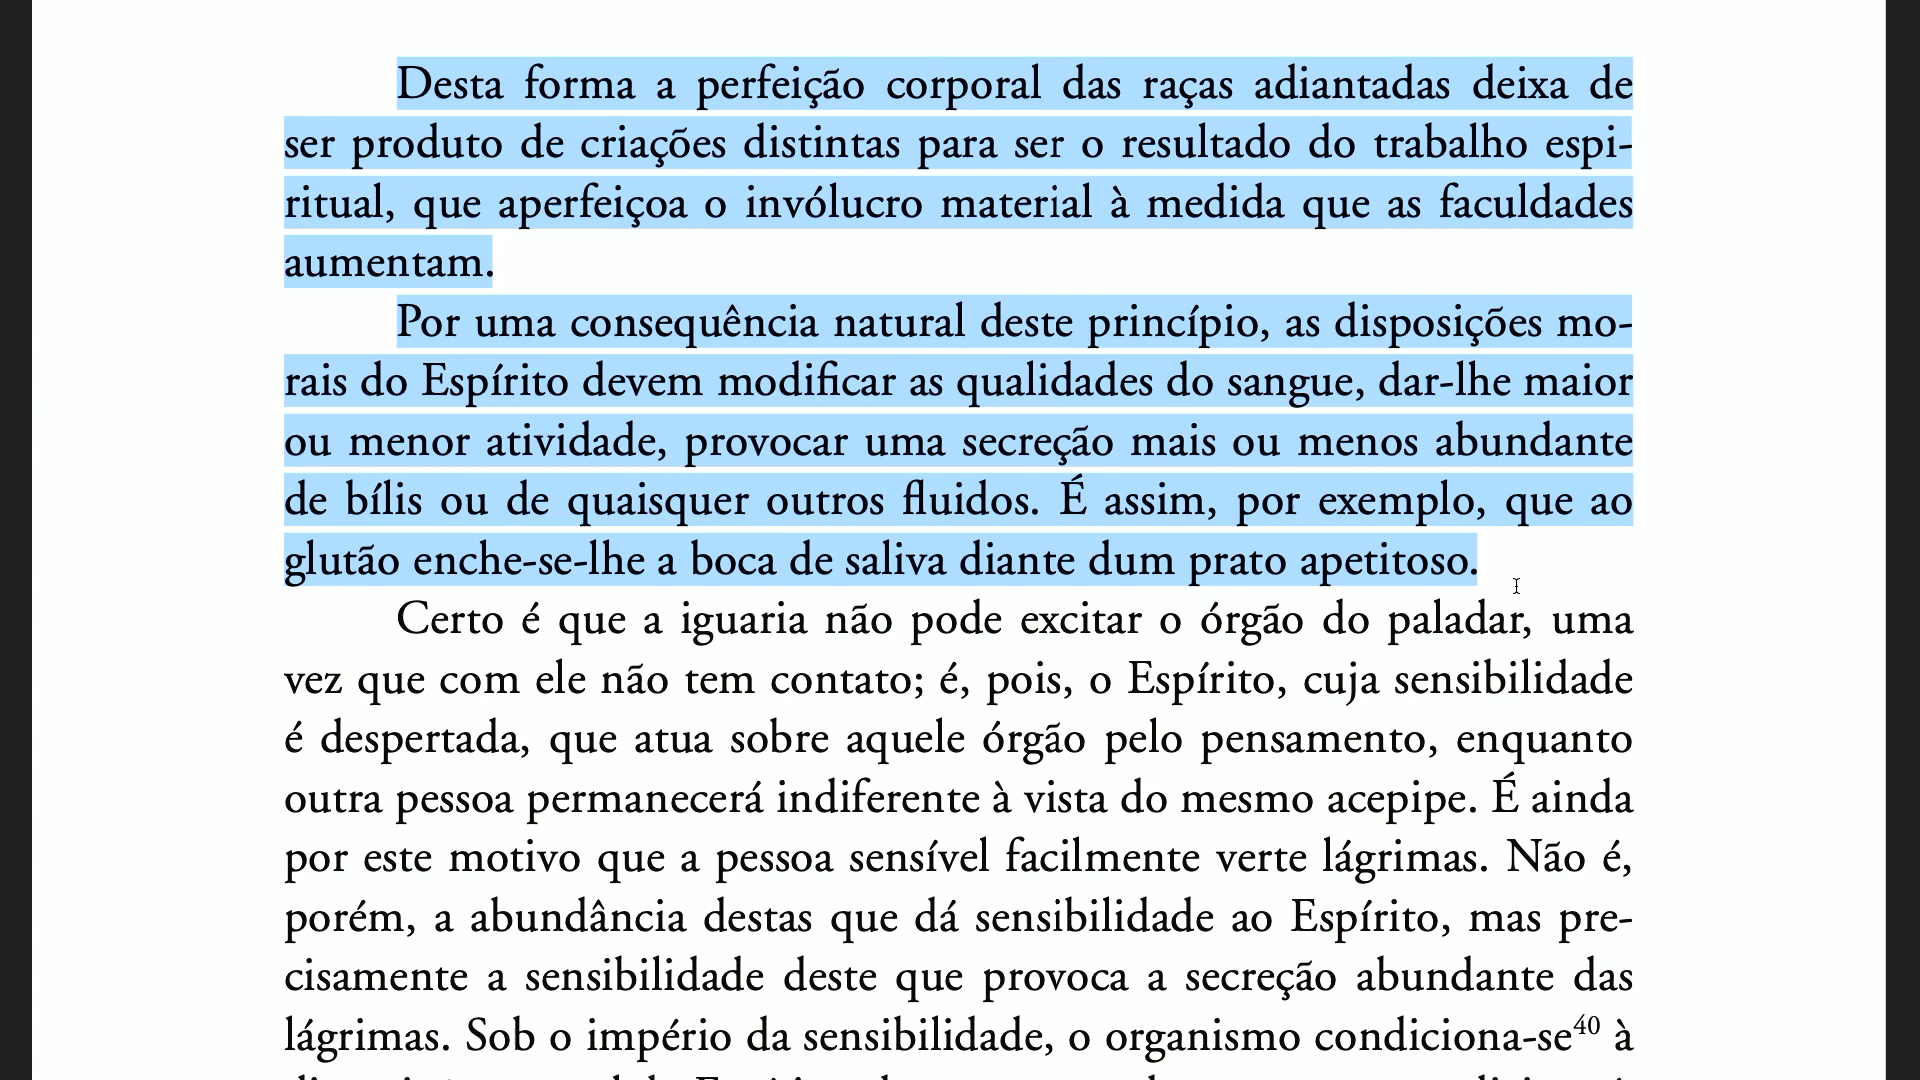 Desta forma a perfeição corporal das raças adiantadas deixa de
ser produto de criações distintas para ser o resultado do trabalho espi-
ritual, que aperfeiçoa o invólucro material à medida que as faculdades
aumentam.
Por uma consequência natural deste princípio, as disposições mo-
rais do Espírito devem modificar as qualidades do sangue, dar-lhe maior
ou menor atividade, provocar uma secreção mais ou menos abundante
de bílis ou de quaisquer outros fluidos. É assim, por exemplo, que ao
glutão enche-se-lhe a boca de saliva diante dum prato apetitoso.
Certo é que a iguaria não pode excitar o órgão do paladar, uma
vez que com ele não tem contato; é, pois, o Espírito, cuja sensibilidade
é despertada, que atua sobre aquele órgão pelo pensamento, enquanto
outra pessoa permanecerá indiferente à vista do mesmo acepipe. É ainda
por este motivo que a pessoa sensível facilmente verte lágrimas. Não é,
porém, a abundância destas que dá sensibilidade ao Espírito, mas pre-
cisamente a sensibilidade deste que provoca a secreção abundante das
lágrimas. Sob o império da sensibilidade, o organismo condiciona-se⁴⁰ à